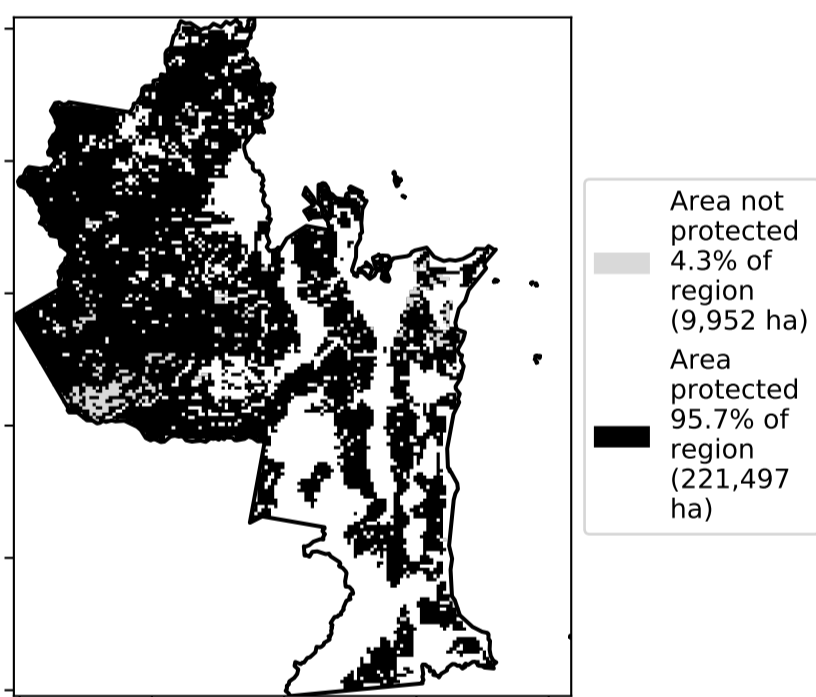 Area not
protected
4.3% of
region
(9,952 ha)
Area
protected
95.7% of
region
(221,497
ha)